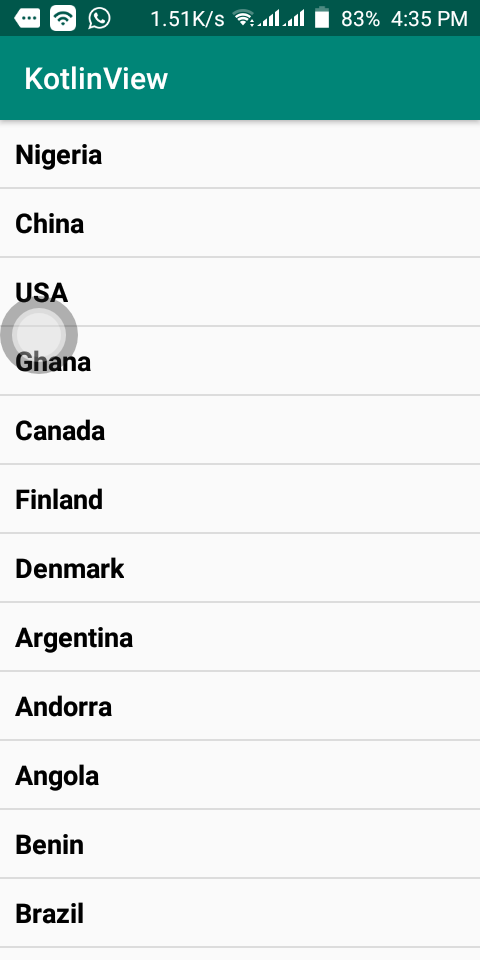 1.51K/s 83% 4:35 PM
KotlinView
Nigeria
China
USA
Ghana
Canada
Finland
Denmark
Argentina
Andorra
Angola
Benin
Brazil